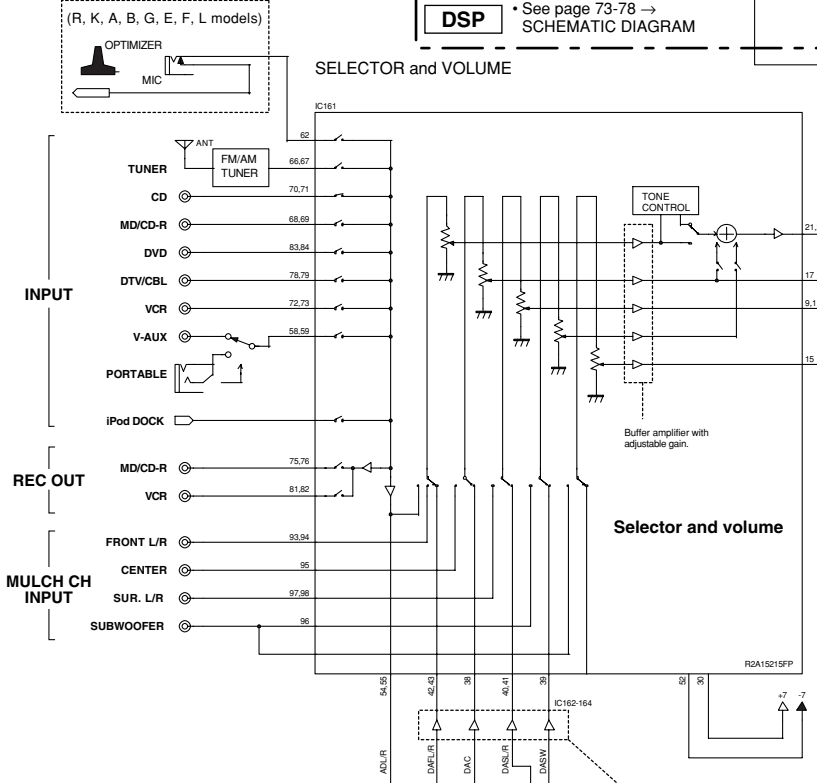 (R, K, A, B, G, E, F, L models)
OPTIMIZER
MIC
DSP
• See page 73-78 →
SCHEMATIC DIAGRAM
SELECTOR and VOLUME
IC161
62
ANT
TUNER
FM/AM
TUNER
66,67
CD
70,71
MD/CD-R
68,69
DVD
83,84
DTV/CBL
78,79
VCR
72,73
V-AUX
58,59
PORTABLE
iPod DOCK
INPUT
TONE
CONTROL
21,
17
9,1
15
Buffer amplifier with
adjustable gain.
REC OUT
MD/CD-R
75,76
VCR
81,82
MULCH CH
INPUT
FRONT L/R
93,94
CENTER
95
SUR. L/R
97,98
SUBWOOFER
96
Selector and volume
R2A15215FP
54,55
42,43
38
40,41
39
52
30
IC162-164
+7
-7
ADL/R
DAFL/R
DAC
DASL/R
DASW